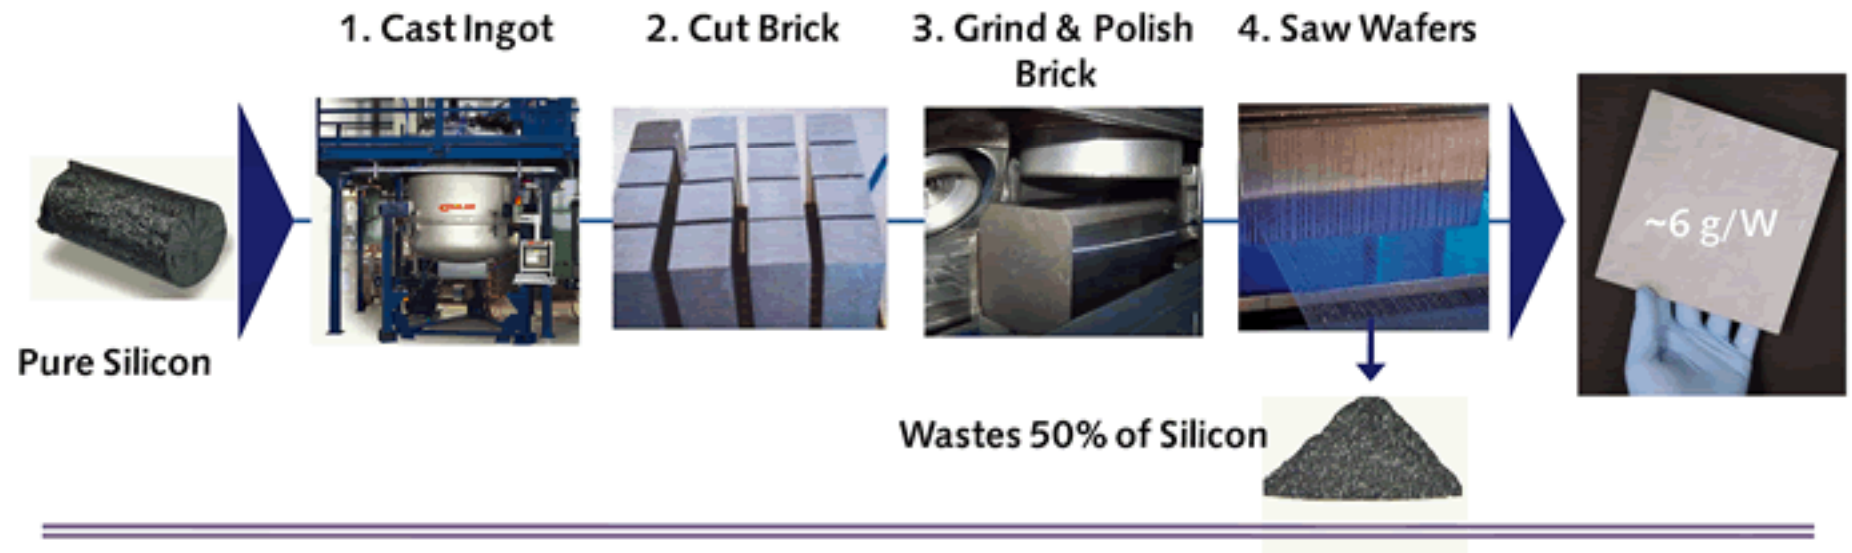 1. Cast Ingot
2. Cut Brick
3. Grind & Polish
Brick
4. Saw Wafers
~6 g/W
Pure Silicon
Wastes 50% of Silicon